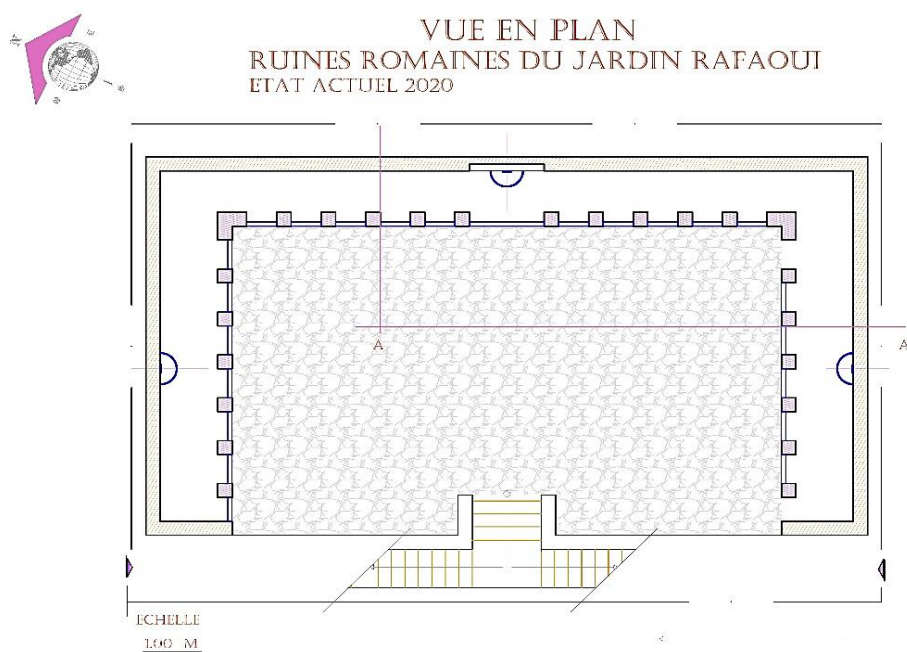 VUE EN PLAN
RUINES ROMAINES DU JARDIN RAFAOUI
ETAT ACTUEL 2020
A
A
ECHELLE
1.00 M